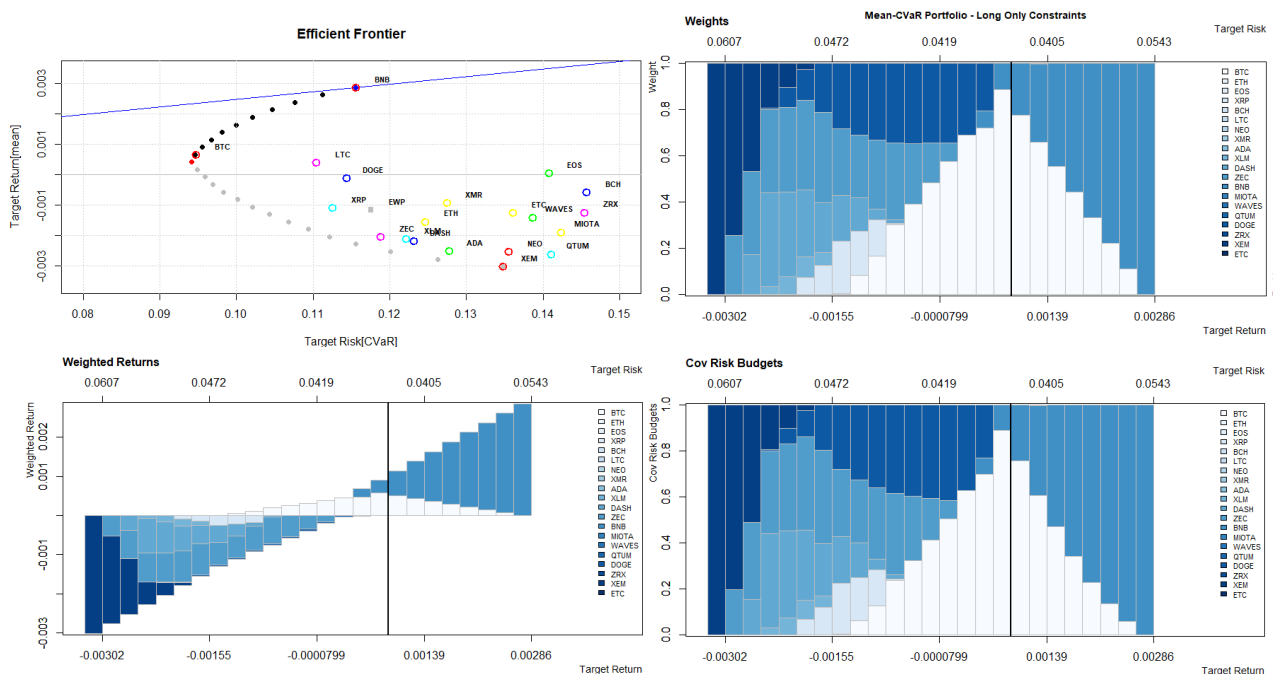 Efficient Frontier
Target Return[mean]
0.003
0.001
-0.001
-0.003
BNB
BTC
LTC
DOGE
EOS
BCH
XRP
EWP
XMR
ETC
ZRX
ETH
WAVES
MIOTA
ZEC
XLM
DASH
ADA
NEO
QTUM
XEM
0.08 0.09 0.10 0.11 0.12 0.13 0.14 0.15
Target Risk[CVaR]
Mean-CVaR Portfolio - Long Only Constraints
Weights
Target Risk
0.0607 0.0472 0.0419 0.0405 0.0543
Weight
1.0
0.8
0.6
0.4
0.2
0.0
BTC
ETH
EOS
XRP
BCH
LTC
NEO
XMR
ADA
XLM
DASH
ZEC
BNB
MIOTA
WAVES
QTUM
DOGE
ZRX
XEM
ETC
-0.00302 -0.00155 -0.0000799 0.00139 0.00286
Target Return
Weighted Returns
Target Risk
0.0607 0.0472 0.0419 0.0405 0.0543
Weighted Return
0.002
0.001
-0.001
-0.003
BTC
ETH
EOS
XRP
BCH
LTC
NEO
XMR
ADA
XLM
DASH
ZEC
BNB
MIOTA
WAVES
QTUM
DOGE
ZRX
XEM
ETC
-0.00302 -0.00155 -0.0000799 0.00139 0.00286
Target Return
Cov Risk Budgets
Target Risk
0.0607 0.0472 0.0419 0.0405 0.0543
Cov Risk Budgets
1.0
0.8
0.6
0.4
0.2
0.0
BTC
ETH
EOS
XRP
BCH
LTC
NEO
XMR
ADA
XLM
DASH
ZEC
BNB
MIOTA
WAVES
QTUM
DOGE
ZRX
XEM
ETC
-0.00302 -0.00155 -0.0000799 0.00139 0.00286
Target Return